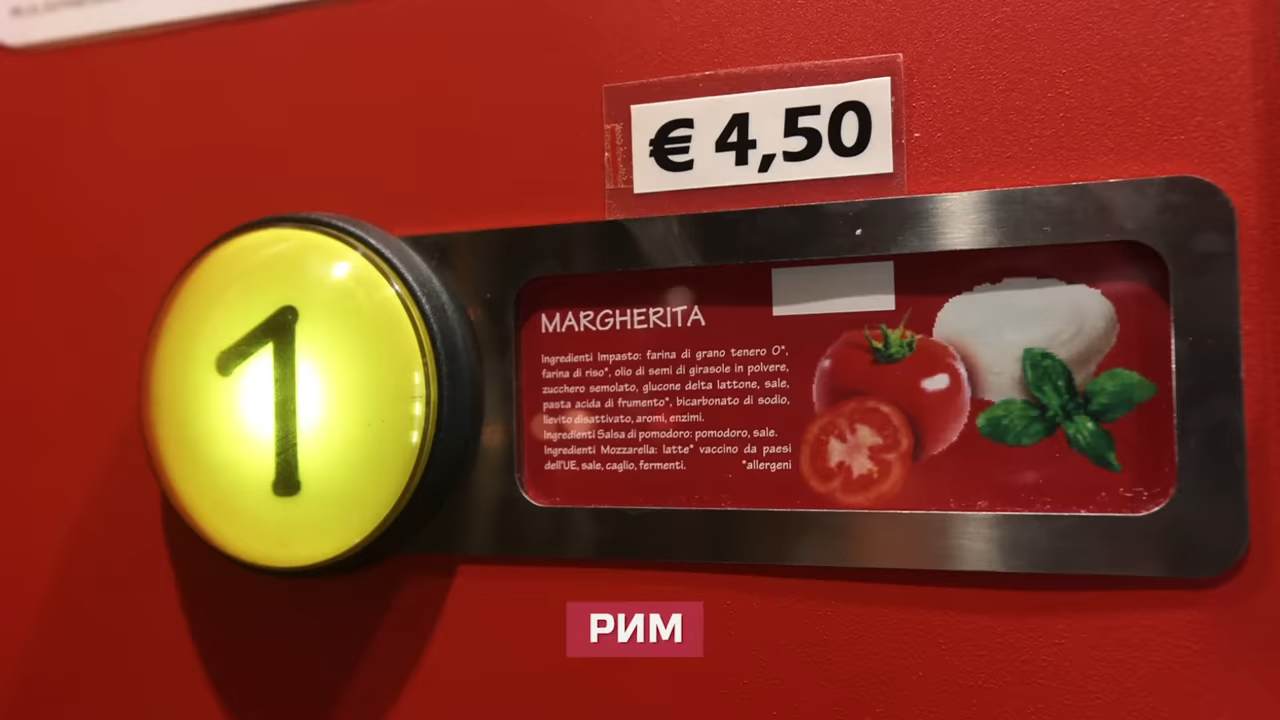 € 4,50
1
MARGHERITA
Ingredienti Impasto: farina di grano tenero 0*,
farina di riso*, olio di semi di girasole in polvere,
zucchero semolato, glucone delta lattone, sale,
pasta acida di frumento*, bicarbonato di sodio,
lievito disattivato, aromi, enzimi.
Ingredienti Salsa di pomodoro: pomodoro, sale.
Ingredienti Mozzarella: latte* vaccino da paesi
dell'UE, sale, caglio, fermenti. *allergeni
РИМ